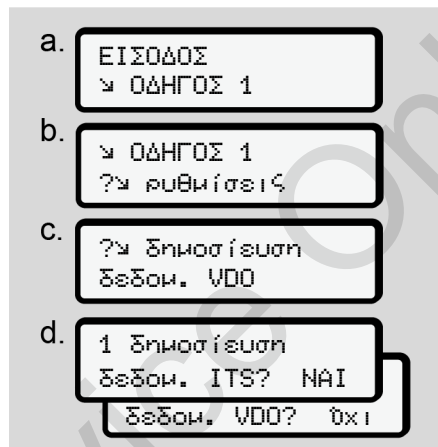 a.
ΕΙΣΟΔΟΣ
↘ ΟΔΗΓΟΣ 1
b.
↘ ΟΔΗΓΟΣ 1
?↘ ρυθμίσεις
c.
?↘ δημοσίευση
δεδομ. VDO
d.
1 δημοσίευση
δεδομ. ITS? ΝΑΙ
δεδομ. VDO? Όχι